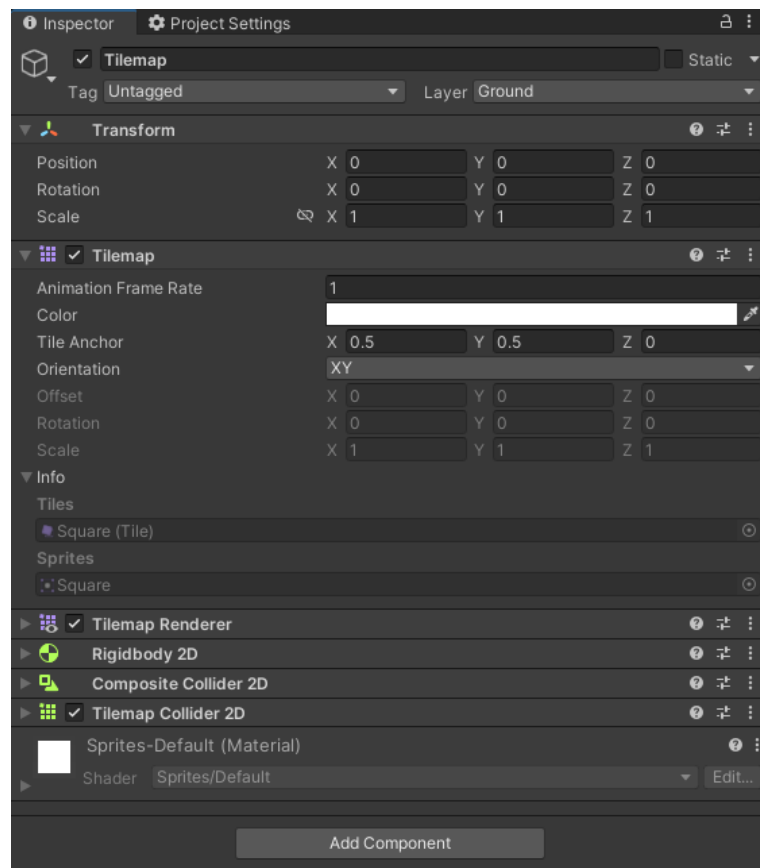 Inspector Project Settings
Tilemap Static
Tag Untagged Layer Ground
Transform
Position X 0 Y 0 Z 0
Rotation X 0 Y 0 Z 0
Scale X 1 Y 1 Z 1
Tilemap
Animation Frame Rate 1
Color
Tile Anchor X 0.5 Y 0.5 Z 0
Orientation XY
Offset X 0 Y 0 Z 0
Rotation X 0 Y 0 Z 0
Scale X 1 Y 1 Z 1
Info
Tiles
Square (Tile)
Sprites
Square
Tilemap Renderer
Rigidbody 2D
Composite Collider 2D
Tilemap Collider 2D
Sprites-Default (Material)
Shader Sprites/Default Edit...
Add Component